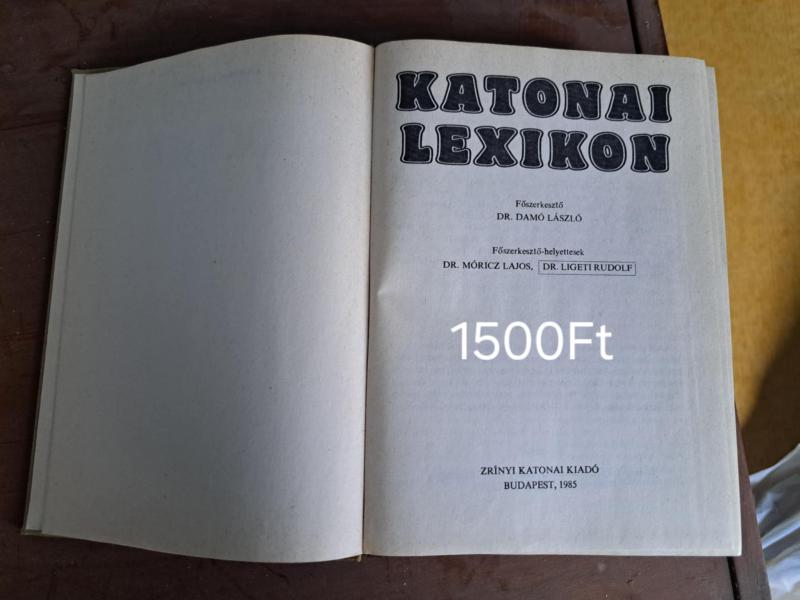 KATONAI
LEXIKON
Főszerkesztő
DR. DAMÓ LÁSZLÓ
Főszerkesztő-helyettesek
DR. MÓRICZ LAJOS, DR. LIGETI RUDOLF
1500Ft
ZRÍNYI KATONAI KIADÓ
BUDAPEST, 1985